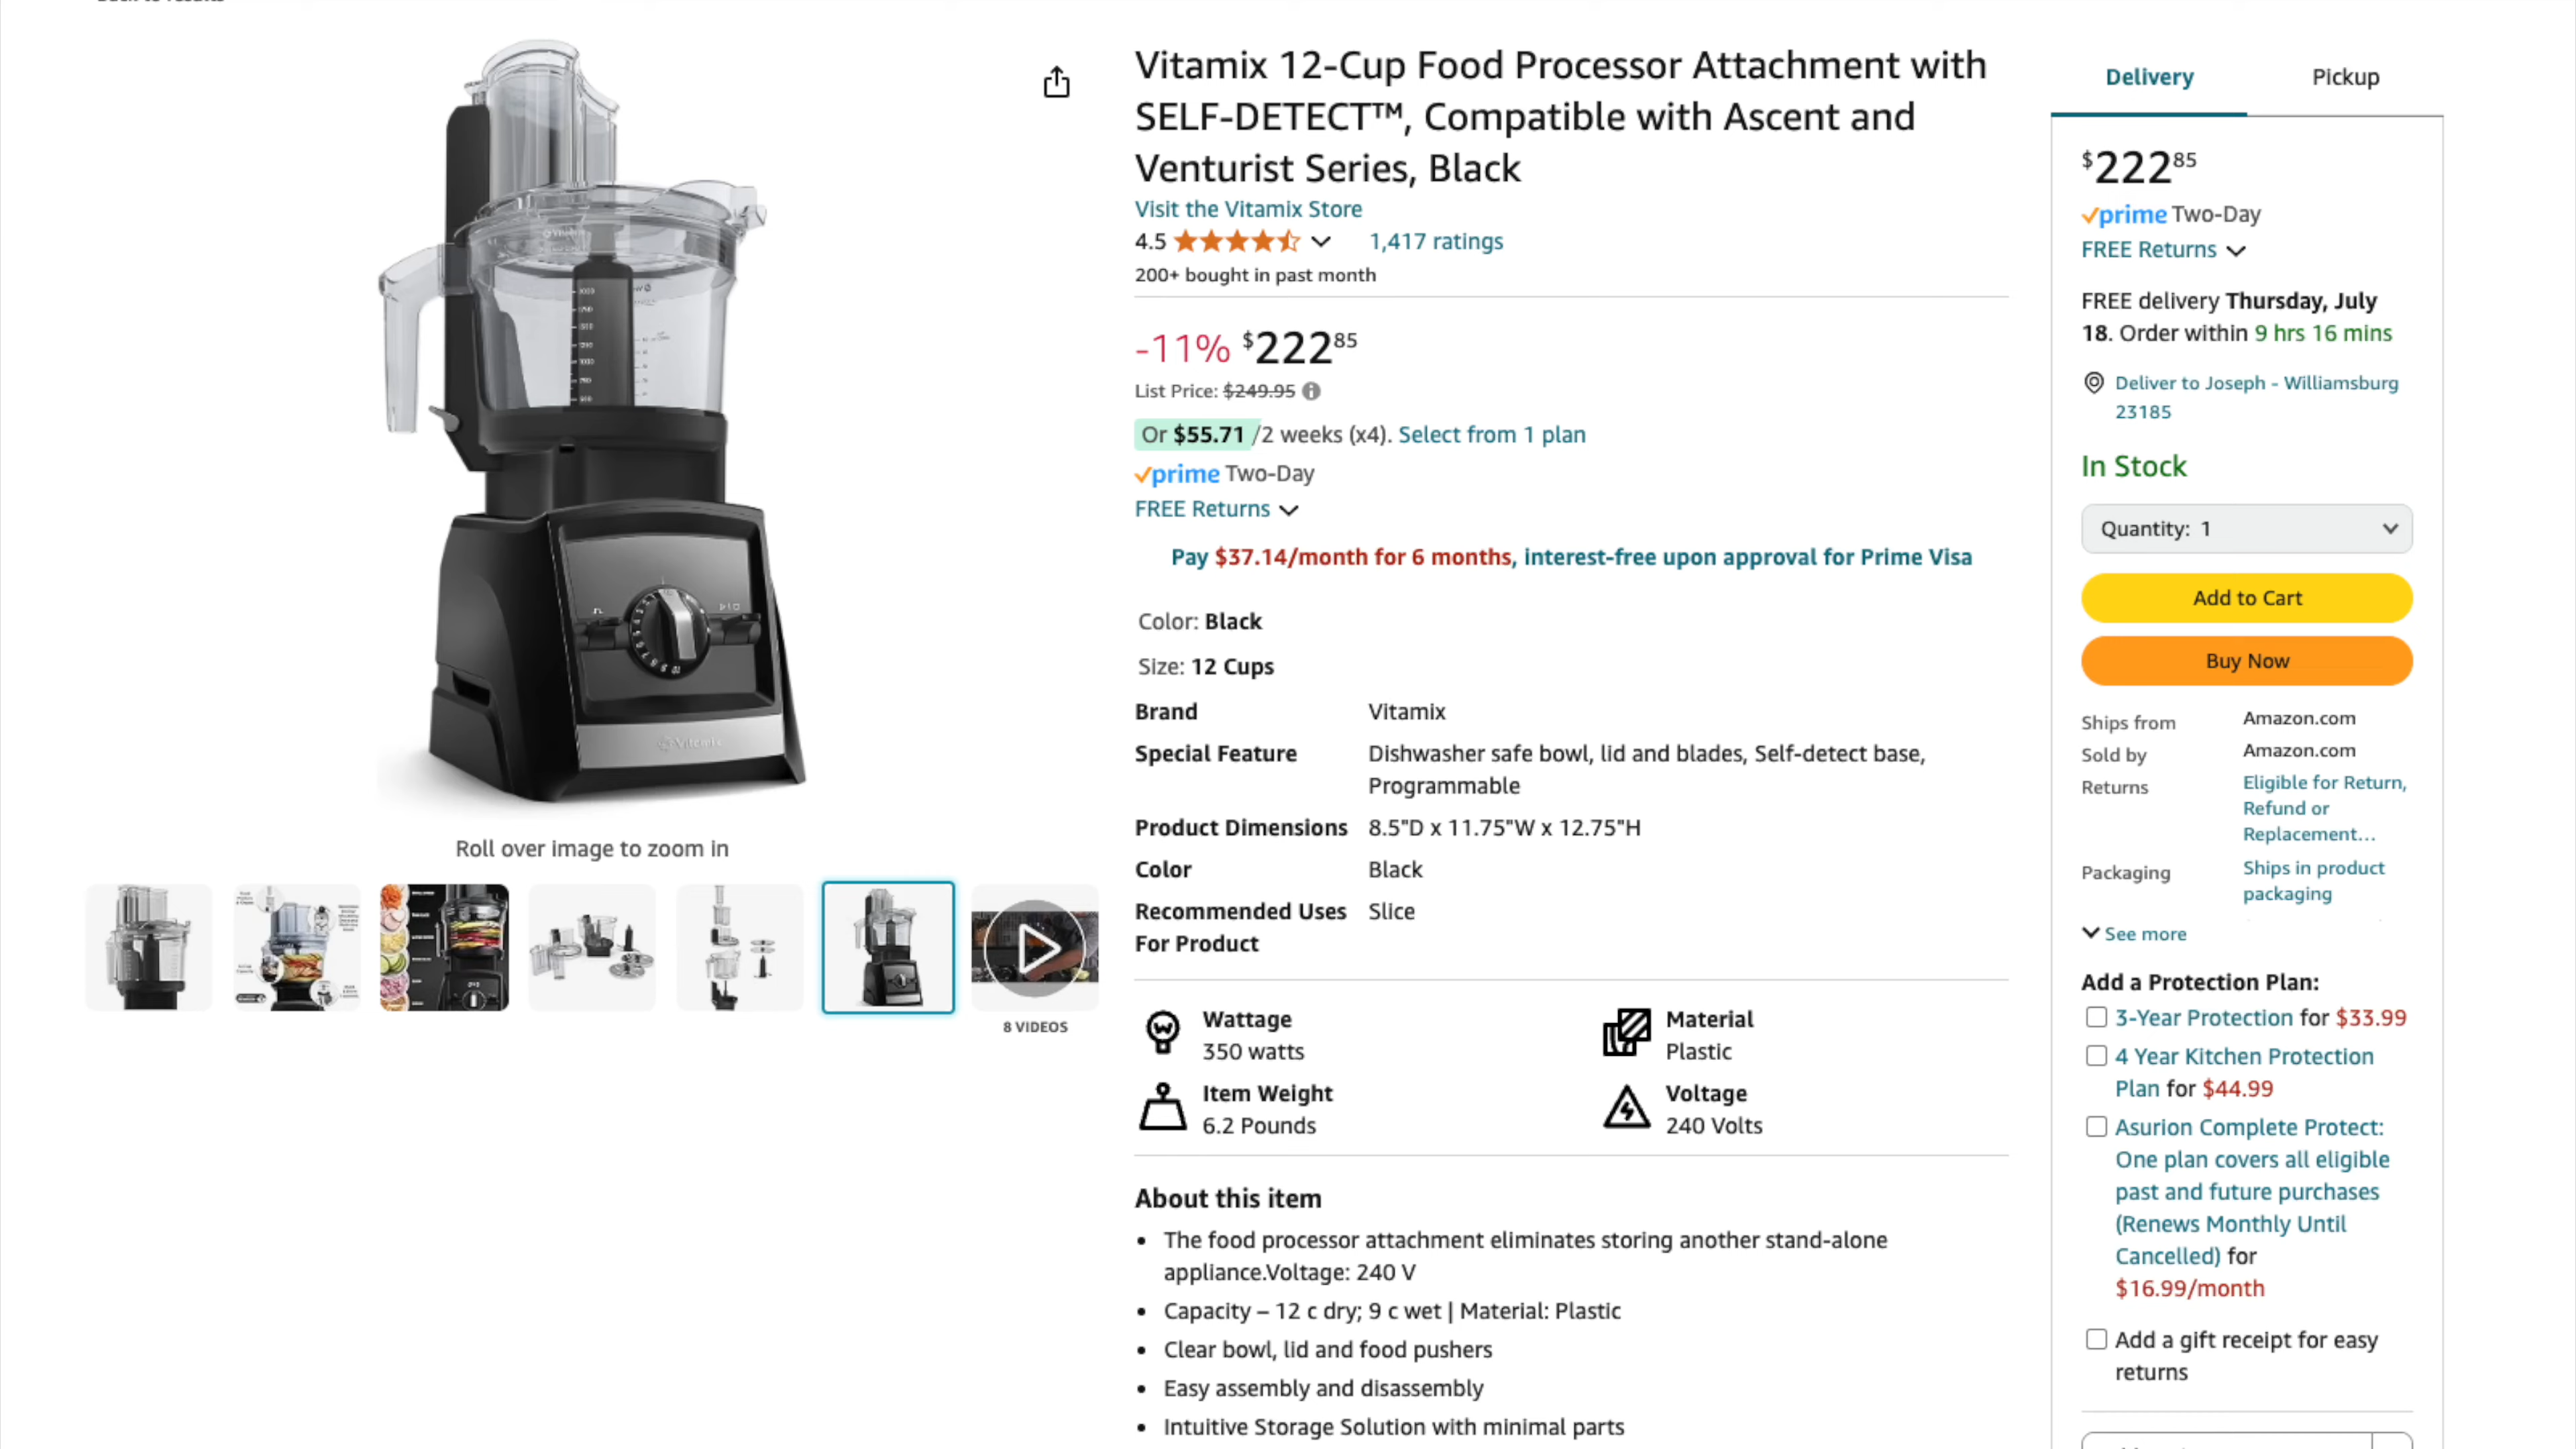 Vitamix 12-Cup Food Processor Attachment with
SELF-DETECT™, Compatible with Ascent and
Venturist Series, Black
Visit the Vitamix Store
4.5
1,417 ratings
200+ bought in past month
-11% $222 85
List Price: $249.95
Or $55.71 /2 weeks (x4). Select from 1 plan
prime Two-Day
FREE Returns
Pay $37.14/month for 6 months, interest-free upon approval for Prime Visa
Color: Black
Size: 12 Cups
Brand Vitamix
Special Feature Dishwasher safe bowl, lid and blades, Self-detect base,
Programmable
Product Dimensions 8.5"D x 11.75"W x 12.75"H
Color Black
Recommended Uses Slice
For Product
Wattage
350 watts
Material
Plastic
Item Weight
6.2 Pounds
Voltage
240 Volts
About this item
• The food processor attachment eliminates storing another stand-alone
appliance.Voltage: 240 V
• Capacity – 12 c dry; 9 c wet | Material: Plastic
• Clear bowl, lid and food pushers
• Easy assembly and disassembly
• Intuitive Storage Solution with minimal parts
Vitamix
Roll over image to zoom in
8 VIDEOS
Delivery Pickup
$222 85
prime Two-Day
FREE Returns
FREE delivery Thursday, July
18. Order within 9 hrs 16 mins
Deliver to Joseph - Williamsburg
23185
In Stock
Quantity: 1
Add to Cart
Buy Now
Ships from Amazon.com
Sold by Amazon.com
Returns Eligible for Return,
Refund or
Replacement…
Packaging Ships in product
packaging
See more
Add a Protection Plan:
3-Year Protection for $33.99
4 Year Kitchen Protection
Plan for $44.99
Asurion Complete Protect:
One plan covers all eligible
past and future purchases
(Renews Monthly Until
Cancelled) for
$16.99/month
Add a gift receipt for easy
returns